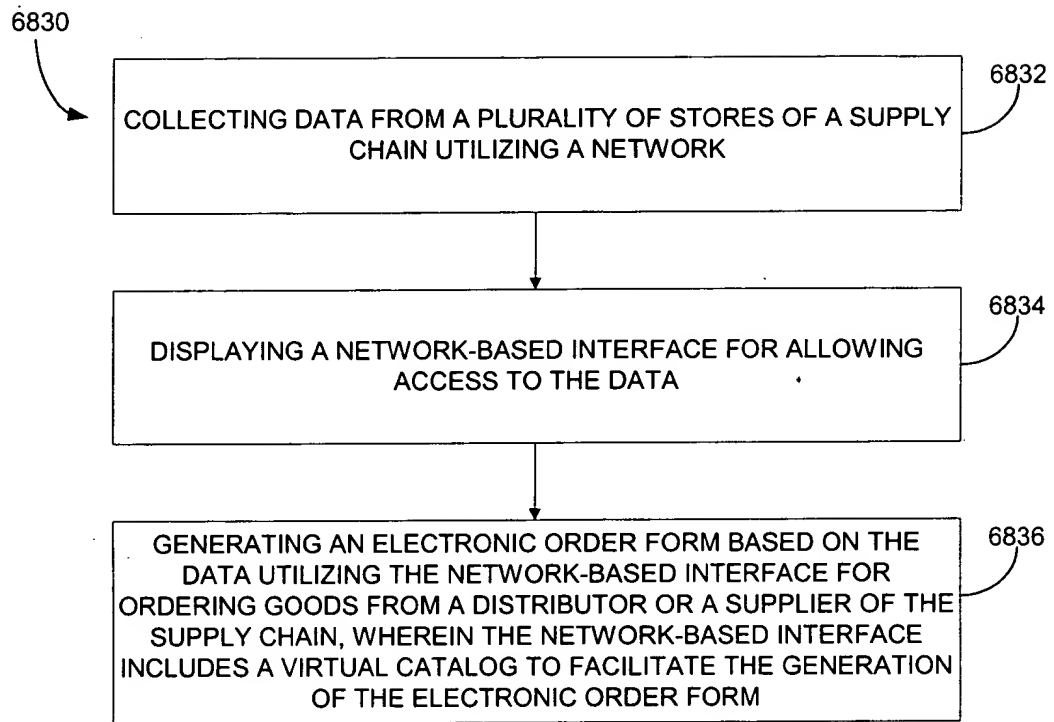 6830
6832
COLLECTING DATA FROM A PLURALITY OF STORES OF A SUPPLY
CHAIN UTILIZING A NETWORK
6834
DISPLAYING A NETWORK-BASED INTERFACE FOR ALLOWING
ACCESS TO THE DATA
6836
GENERATING AN ELECTRONIC ORDER FORM BASED ON THE
DATA UTILIZING THE NETWORK-BASED INTERFACE FOR
ORDERING GOODS FROM A DISTRIBUTOR OR A SUPPLIER OF THE
SUPPLY CHAIN, WHEREIN THE NETWORK-BASED INTERFACE
INCLUDES A VIRTUAL CATALOG TO FACILITATE THE GENERATION
OF THE ELECTRONIC ORDER FORM